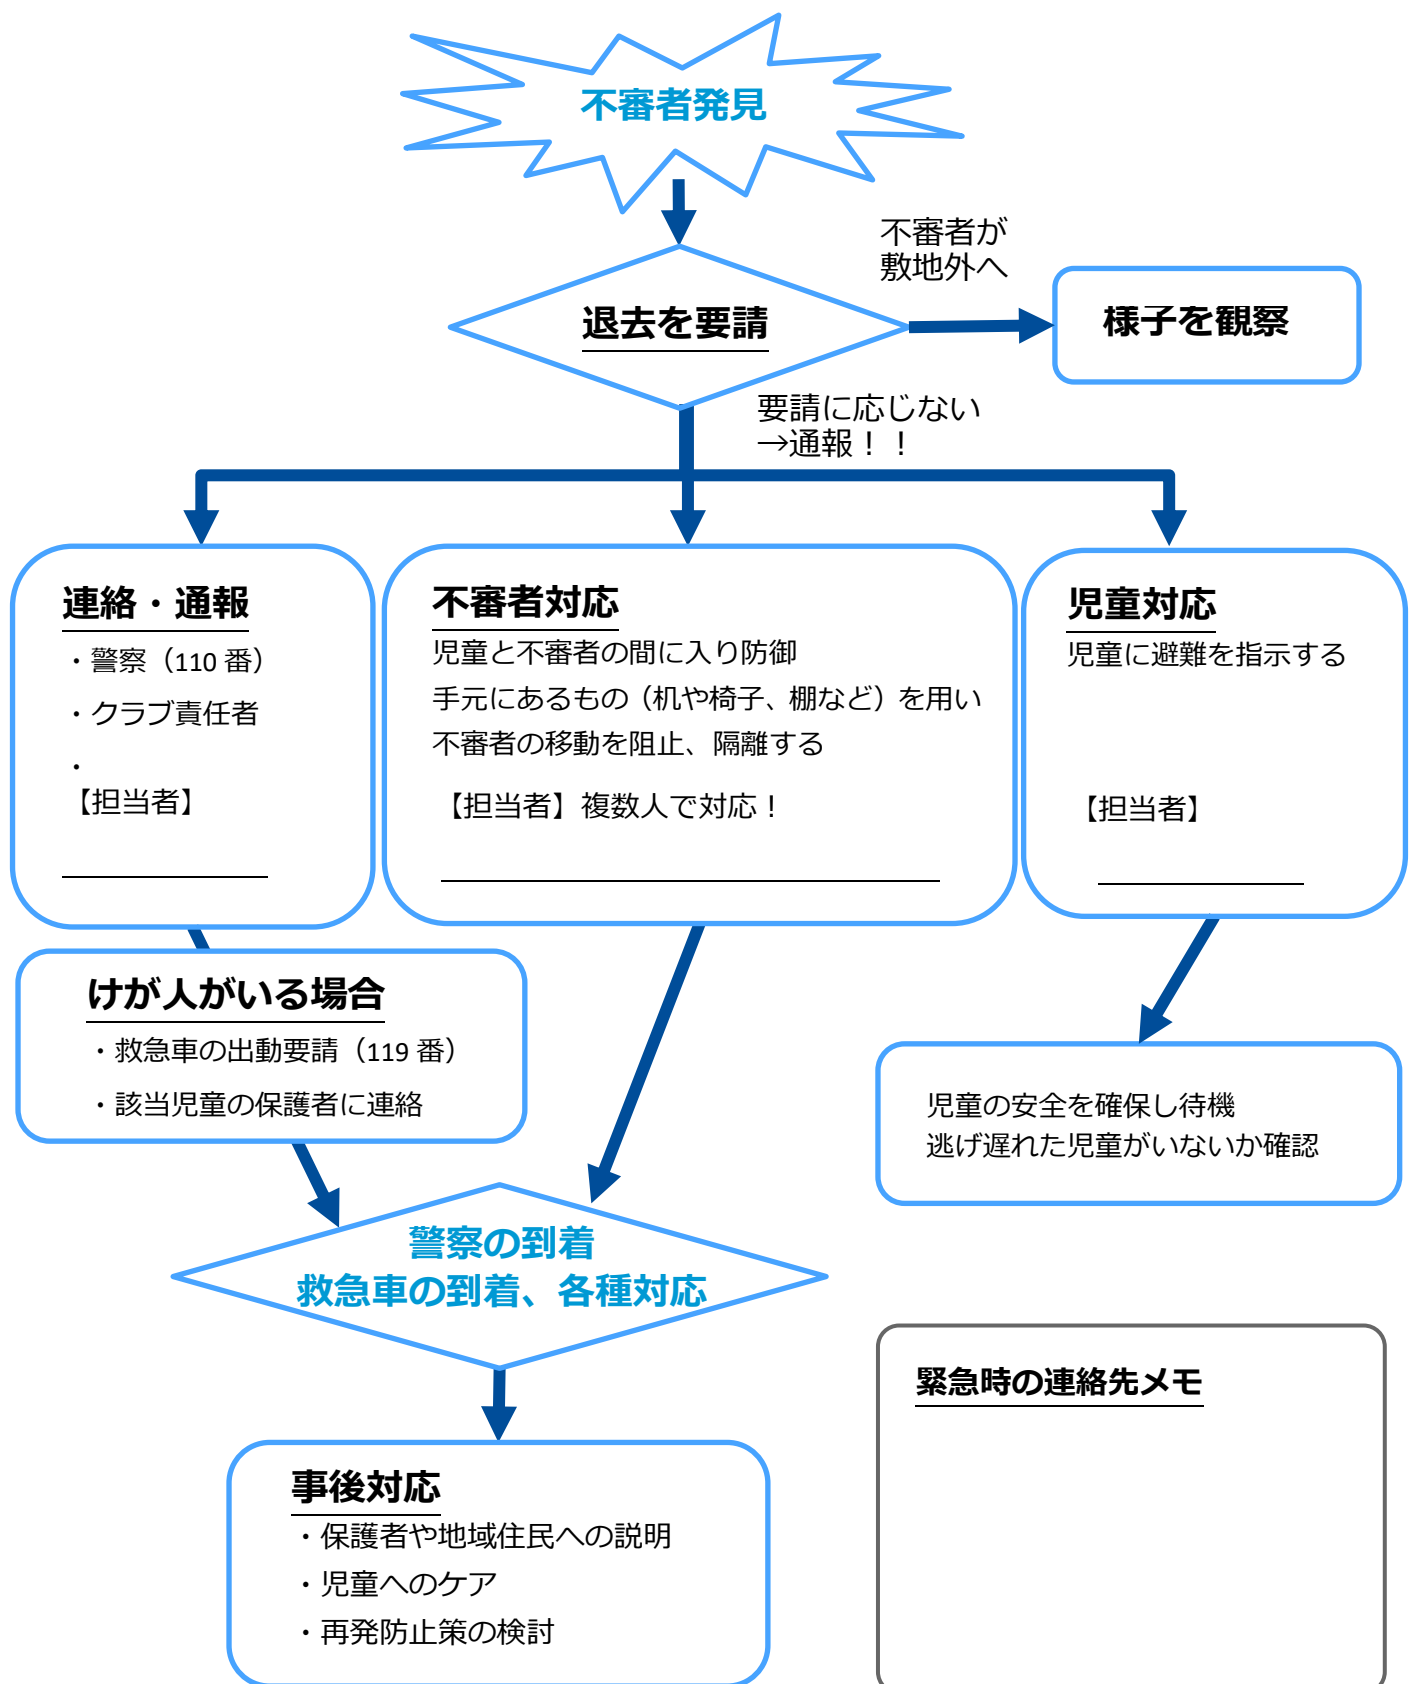 不審者発見
不審者が
敷地外へ
退去を要請
様子を観察
要請に応じない
→通報！！
連絡・通報
・警察（110 番）
・クラブ責任者
・
【担当者】
不審者対応
児童と不審者の間に入り防御
手元にあるもの（机や椅子、棚など）を用い
不審者の移動を阻止、隔離する
【担当者】複数人で対応！
児童対応
児童に避難を指示する
【担当者】
けが人がいる場合
・救急車の出動要請（119 番）
・該当児童の保護者に連絡
児童の安全を確保し待機
逃げ遅れた児童がいないか確認
警察の到着
救急車の到着、各種対応
緊急時の連絡先メモ
事後対応
・保護者や地域住民への説明
・児童へのケア
・再発防止策の検討